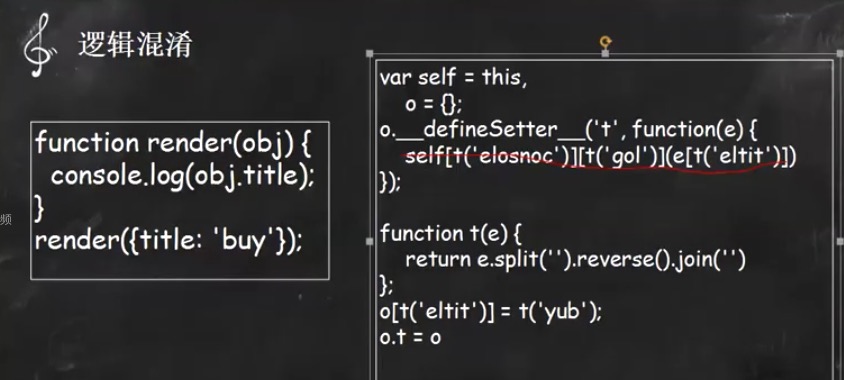 逻辑混淆
function render(obj) {
console.log(obj.title);
}
render({title: 'buy'});
频
var self = this,
o = {};
o.__defineSetter__('t', function(e) {
self[t('elosnoc')][t('gol')](e[t('eltit')])
});
function t(e) {
return e.split('').reverse().join('')
};
o[t('eltit')] = t('yub');
o.t = o